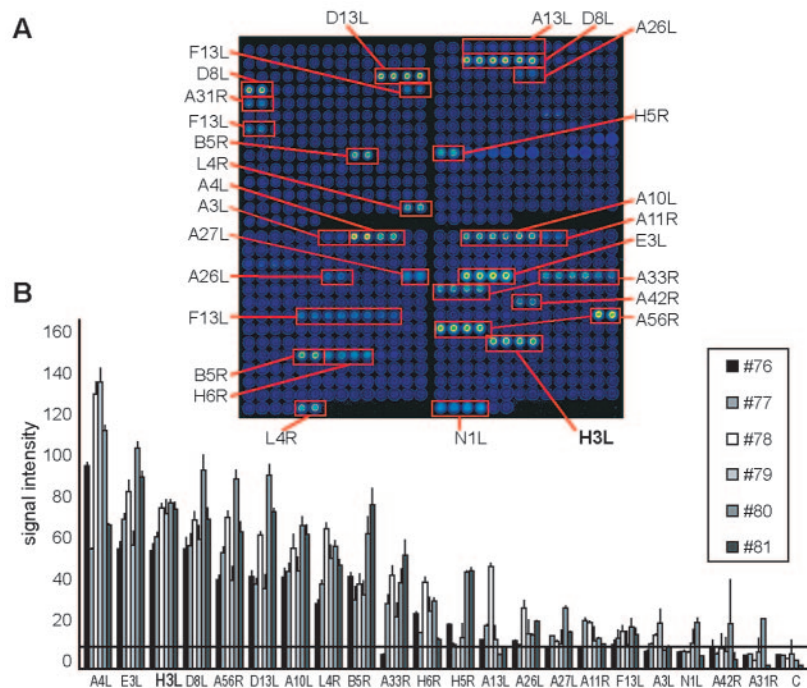 A
D13L
A13L
D8L
A26L
F13L
D8L
A31R
F13L
B5R
L4R
A4L
A3L
A27L
A26L
F13L
B5R
H6R
L4R
H5R
A10L
A11R
E3L
A33R
A42R
A56R
N1L
H3L
B
signal intensity
160
140
120
100
80
60
40
20
0
A4L E3L H3L D8L A56R D13L A10L L4R B5R A33R H6R H5R A13L A26L A27L A11R F13L A3L N1L A42R A31R C
#76
#77
#78
#79
#80
#81